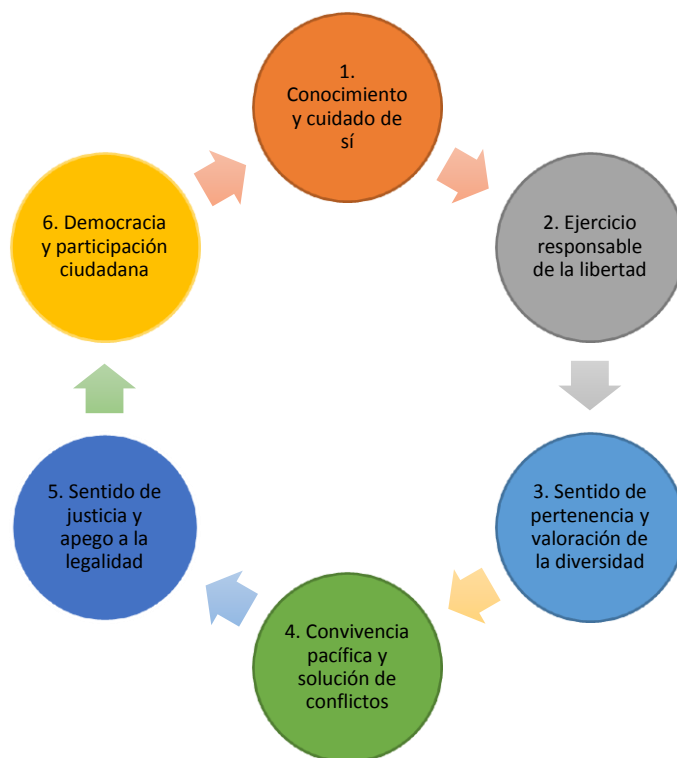 1.
Conocimiento
y cuidado de
sí
2. Ejercicio
responsable
de la libertad
3. Sentido de
pertenencia y
valoración de
la diversidad
4. Convivencia
pacífica y
solución de
conflictos
5. Sentido de
justicia y
apego a la
legalidad
6. Democracia
y participación
ciudadana